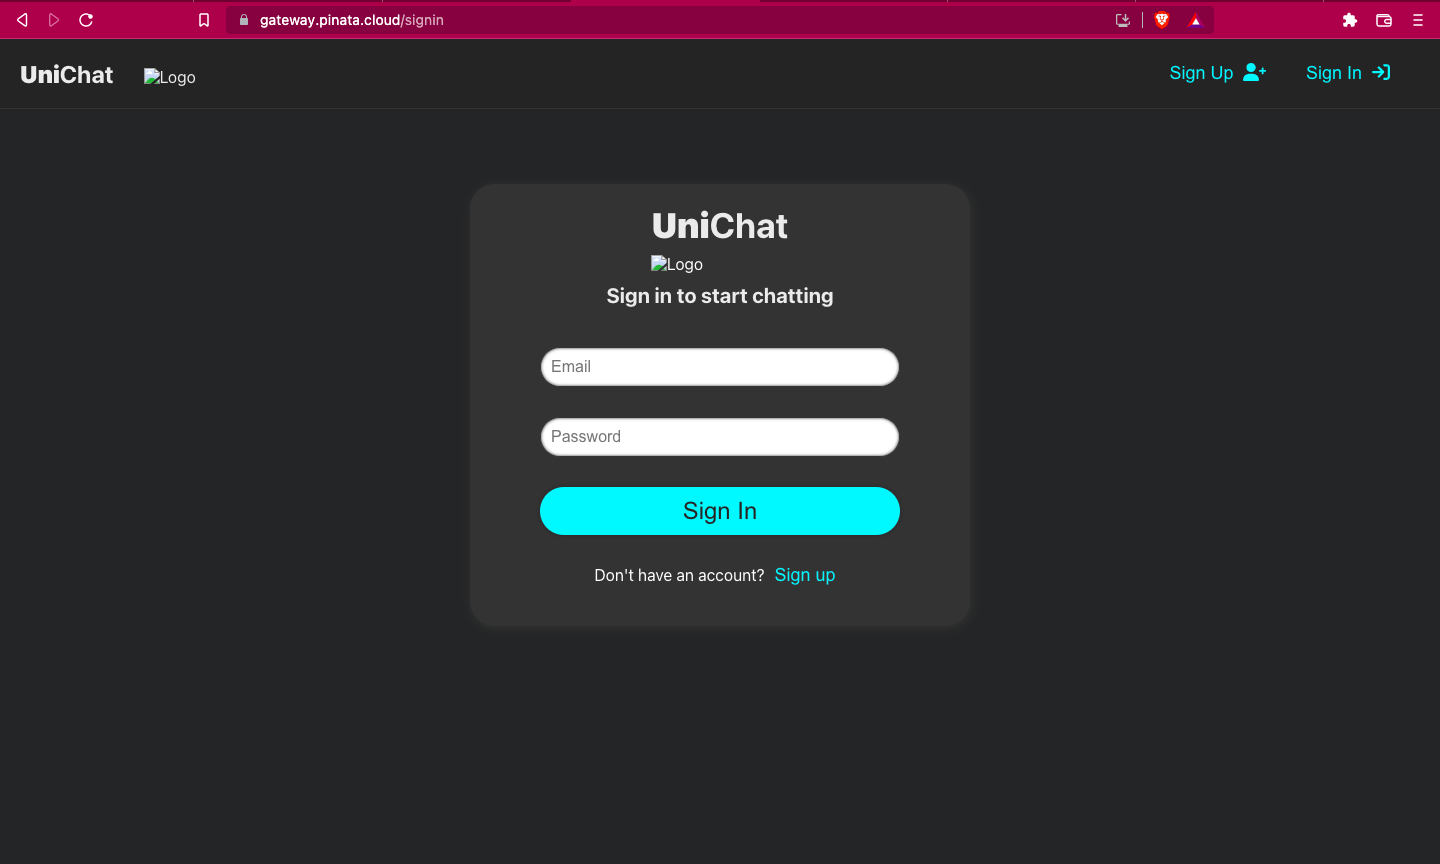 gateway.pinata.cloud/signin
UniChat Logo Sign Up Sign In
UniChat
Logo
Sign in to start chatting
Email
Password
Sign In
Don't have an account? Sign up